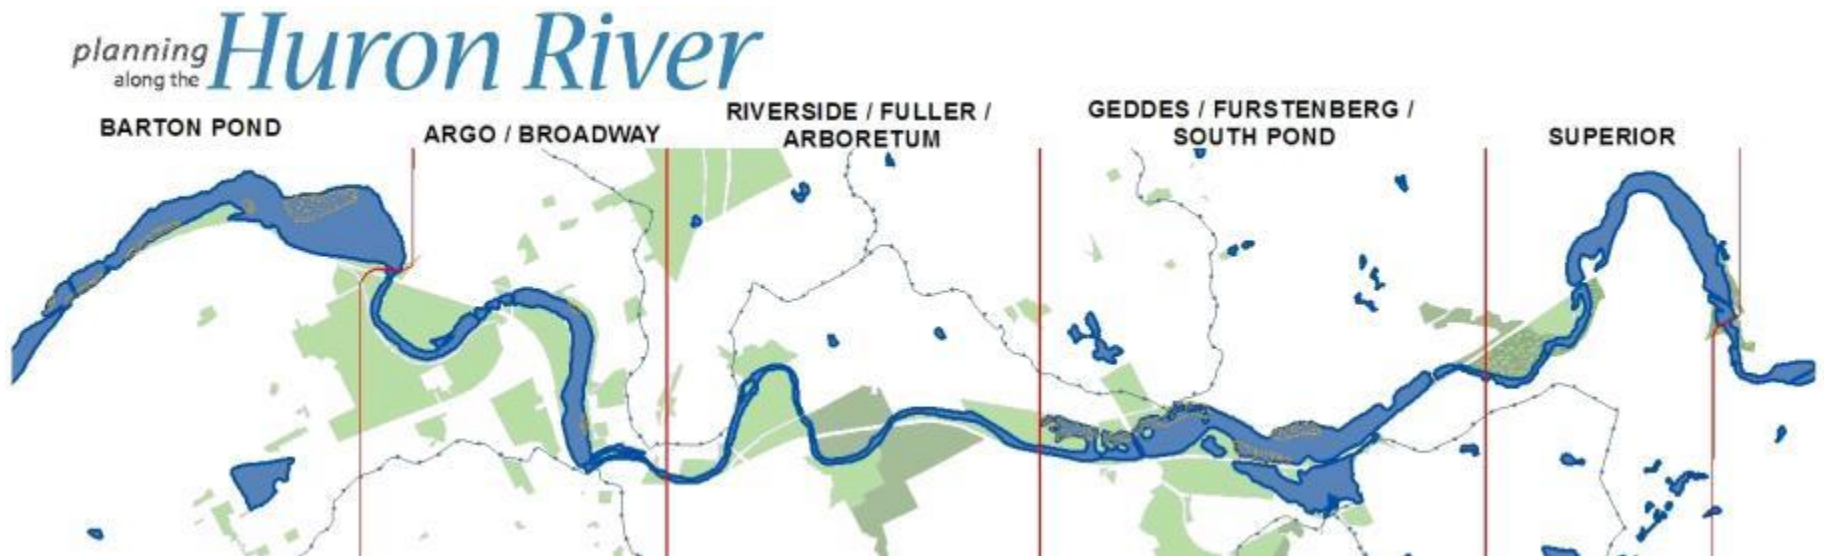 planning
along the
Huron River
BARTON POND
ARGO / BROADWAY
RIVERSIDE / FULLER /
ARBORETUM
GEDDES / FURSTENBERG /
SOUTH POND
SUPERIOR